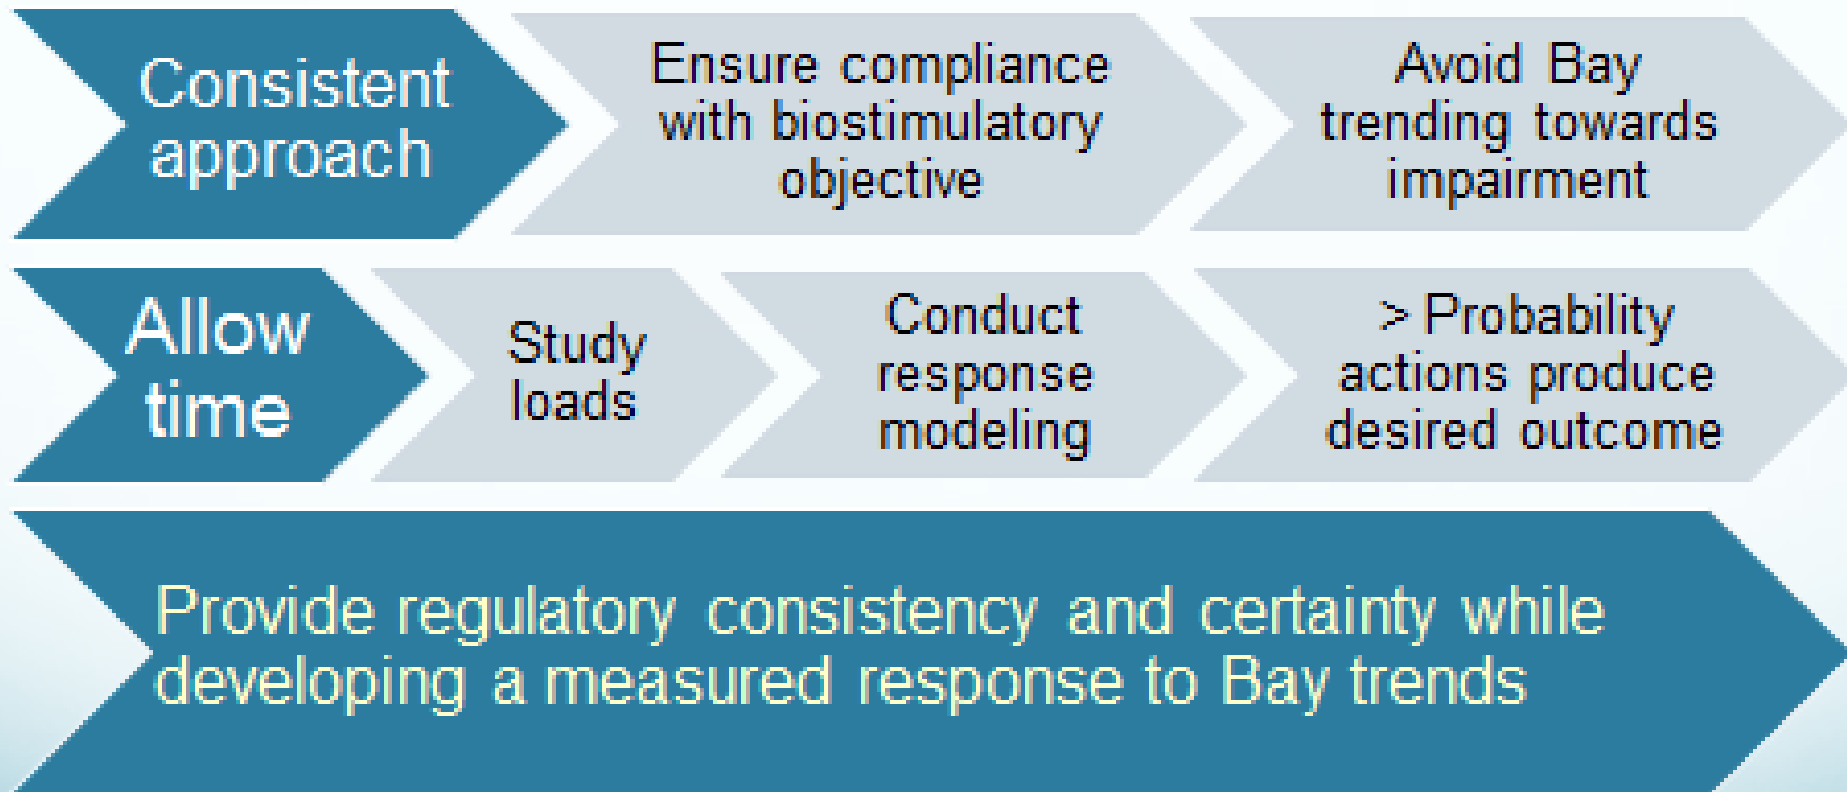 Consistent
approach
Ensure compliance
with biostimulatory
objective
Avoid Bay
trending towards
impairment
Allow
time
Study
loads
Conduct
response
modeling
> Probability
actions produce
desired outcome
Provide regulatory consistency and certainty while
developing a measured response to Bay trends